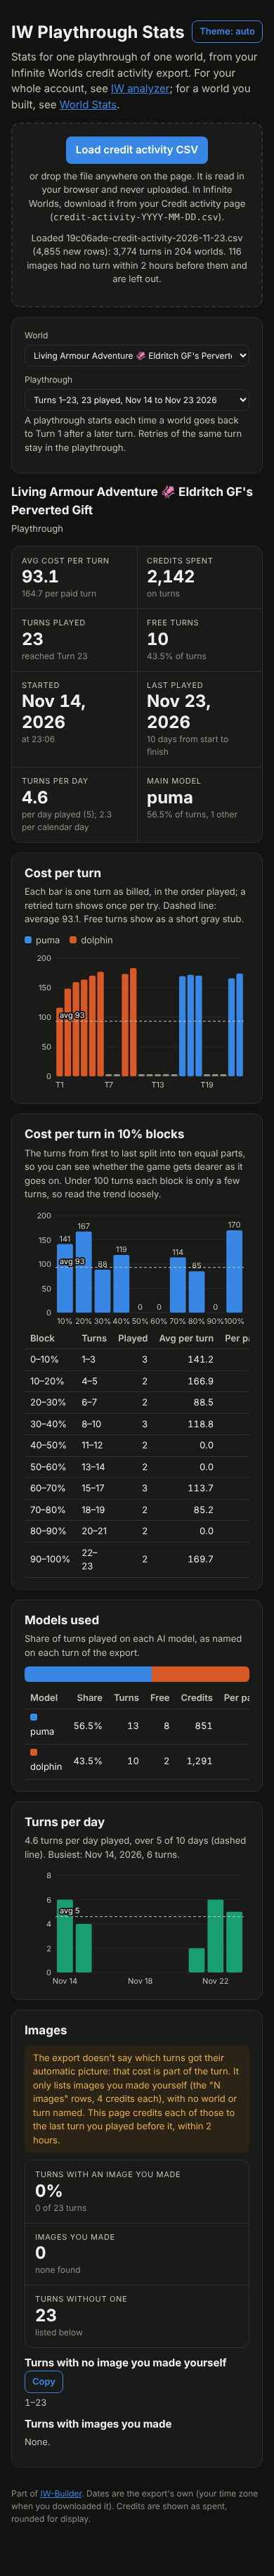 IW Playthrough Stats
Theme: auto
Stats for one playthrough of one world, from your
Infinite Worlds credit activity export. For your
whole account, see IW analyzer; for a world you
built, see World Stats.
Load credit activity CSV
or drop the file anywhere on the page. It is read in
your browser and never uploaded. In Infinite
Worlds, download it from your Credit activity page
(credit-activity-YYYY-MM-DD.csv).
Loaded 19c06ade-credit-activity-2026-11-23.csv
(4,855 new rows): 3,774 turns in 204 worlds. 116
images had no turn within 2 hours before them and
are left out.
World
Living Armour Adventure 🦑 Eldritch GF's Perverte
Playthrough
Turns 1–23, 23 played, Nov 14 to Nov 23 2026
A playthrough starts each time a world goes back
to Turn 1 after a later turn. Retries of the same turn
stay in the playthrough.
Living Armour Adventure 🦑 Eldritch GF's
Perverted Gift
Playthrough
AVG COST PER TURN
93.1
164.7 per paid turn
CREDITS SPENT
2,142
on turns
TURNS PLAYED
23
reached Turn 23
FREE TURNS
10
43.5% of turns
STARTED
Nov 14,
2026
at 23:06
LAST PLAYED
Nov 23,
2026
10 days from start to
finish
TURNS PER DAY
4.6
per day played (5); 2.3
per calendar day
MAIN MODEL
puma
56.5% of turns, 1 other
Cost per turn
Each bar is one turn as billed, in the order played; a
retried turn shows once per try. Dashed line:
average 93.1. Free turns show as a short gray stub.
puma dolphin
200
150
100
50
0
avg 93
T1 T7 T13 T19
Cost per turn in 10% blocks
The turns from first to last split into ten equal parts,
so you can see whether the game gets dearer as it
goes on. Under 100 turns each block is only a few
turns, so read the trend loosely.
200
150
100
50
0
avg 93
141 167 88 119 0 0 114 85 0 170
10% 20% 30% 40% 50% 60% 70% 80% 90% 100%
Block Turns Played Avg per turn Per pa
0–10% 1–3 3 141.2
10–20% 4–5 2 166.9
20–30% 6–7 2 88.5
30–40% 8–10 3 118.8
40–50% 11–12 2 0.0
50–60% 13–14 2 0.0
60–70% 15–17 3 113.7
70–80% 18–19 2 85.2
80–90% 20–21 2 0.0
90–100% 22–
23 2 169.7
Models used
Share of turns played on each AI model, as named
on each turn of the export.
Model Share Turns Free Credits Per pa
puma 56.5% 13 8 851
dolphin 43.5% 10 2 1,291
Turns per day
4.6 turns per day played, over 5 of 10 days (dashed
line). Busiest: Nov 14, 2026, 6 turns.
8
6
4
2
0
avg 5
Nov 14 Nov 18 Nov 22
Images
The export doesn't say which turns got their
automatic picture: that cost is part of the turn. It
only lists images you made yourself (the "N
images" rows, 4 credits each), with no world or
turn named. This page credits each of those to
the last turn you played before it, within 2
hours.
TURNS WITH AN IMAGE YOU MADE
0%
0 of 23 turns
IMAGES YOU MADE
0
none found
TURNS WITHOUT ONE
23
listed below
Turns with no image you made yourself
Copy
1–23
Turns with images you made
None.
Part of IW-Builder. Dates are the export's own (your time zone
when you downloaded it). Credits are shown as spent,
rounded for display.